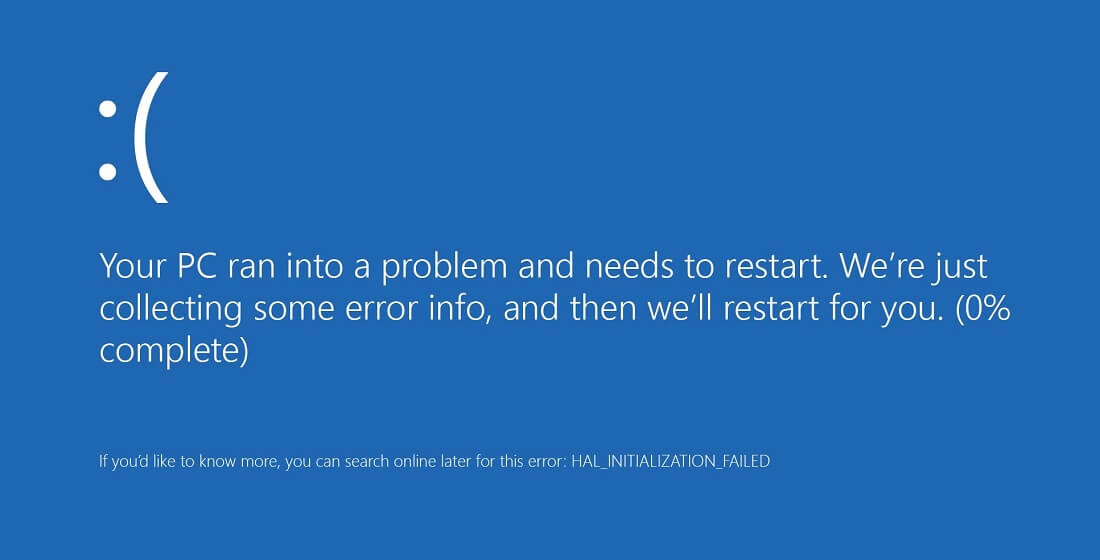 :(
Your PC ran into a problem and needs to restart. We're just
collecting some error info, and then we'll restart for you. (0%
complete)
If you'd like to know more, you can search online later for this error: HAL_INITIALIZATION_FAILED